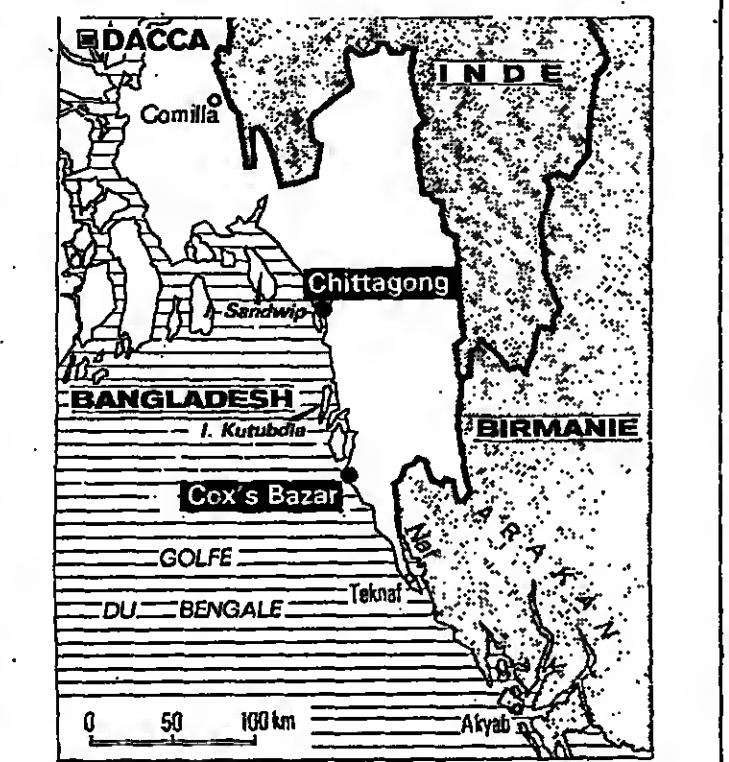 DACCA
INDE
Comilla
Chittagong
I. Sandwip
BANGLADESH
I. Kutubdia
BIRMANIE
Cox's Bazar
ARAKAN
Naf
GOLFE
DU BENGALE
Teknaf
0 50 100 km
Akyab